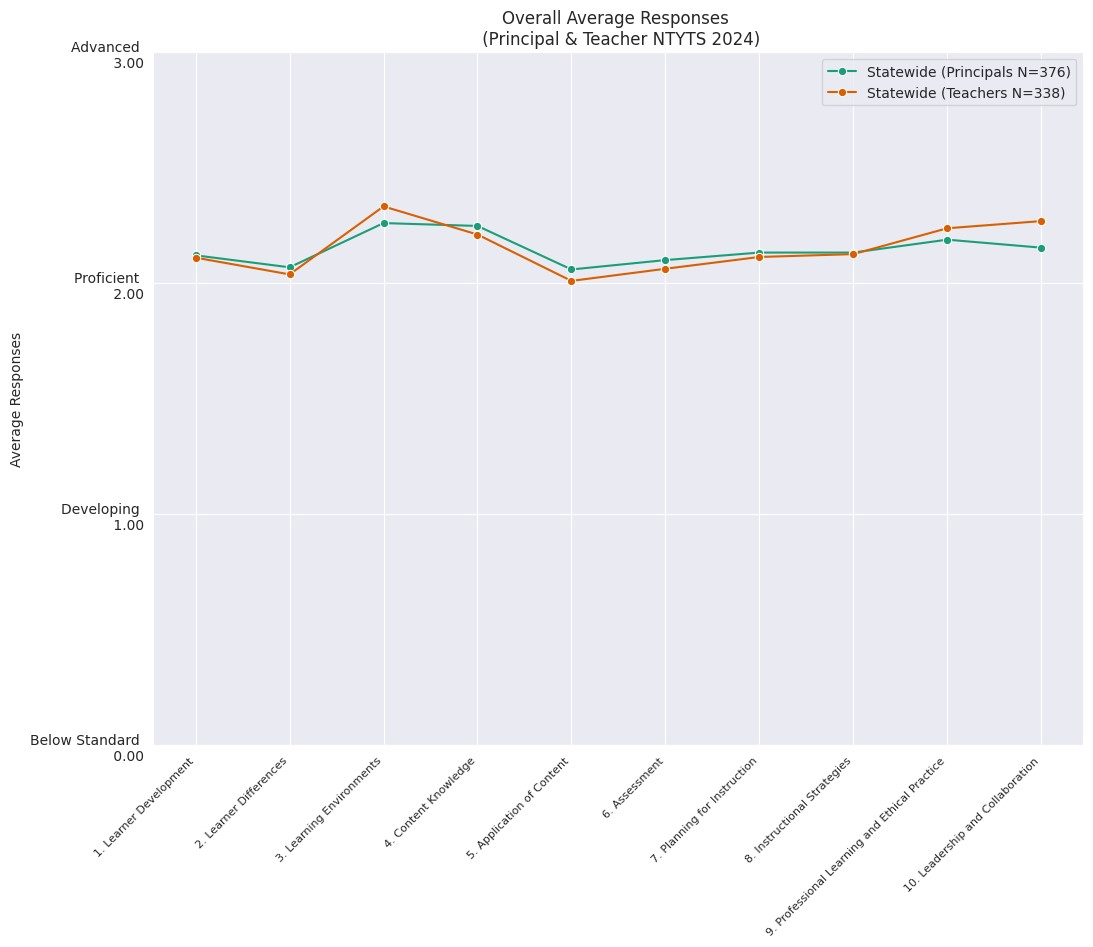 Overall Average Responses
(Principal & Teacher NTYTS 2024)
Advanced
3.00
Statewide (Principals N=376)
Statewide (Teachers N=338)
Proficient
2.00
Average Responses
Developing
1.00
Below Standard
0.00
1. Learner Development
2. Learner Differences
3. Learning Environments
4. Content Knowledge
5. Application of Content
6. Assessment
7. Planning for Instruction
8. Instructional Strategies
9. Professional Learning and Ethical Practice
10. Leadership and Collaboration